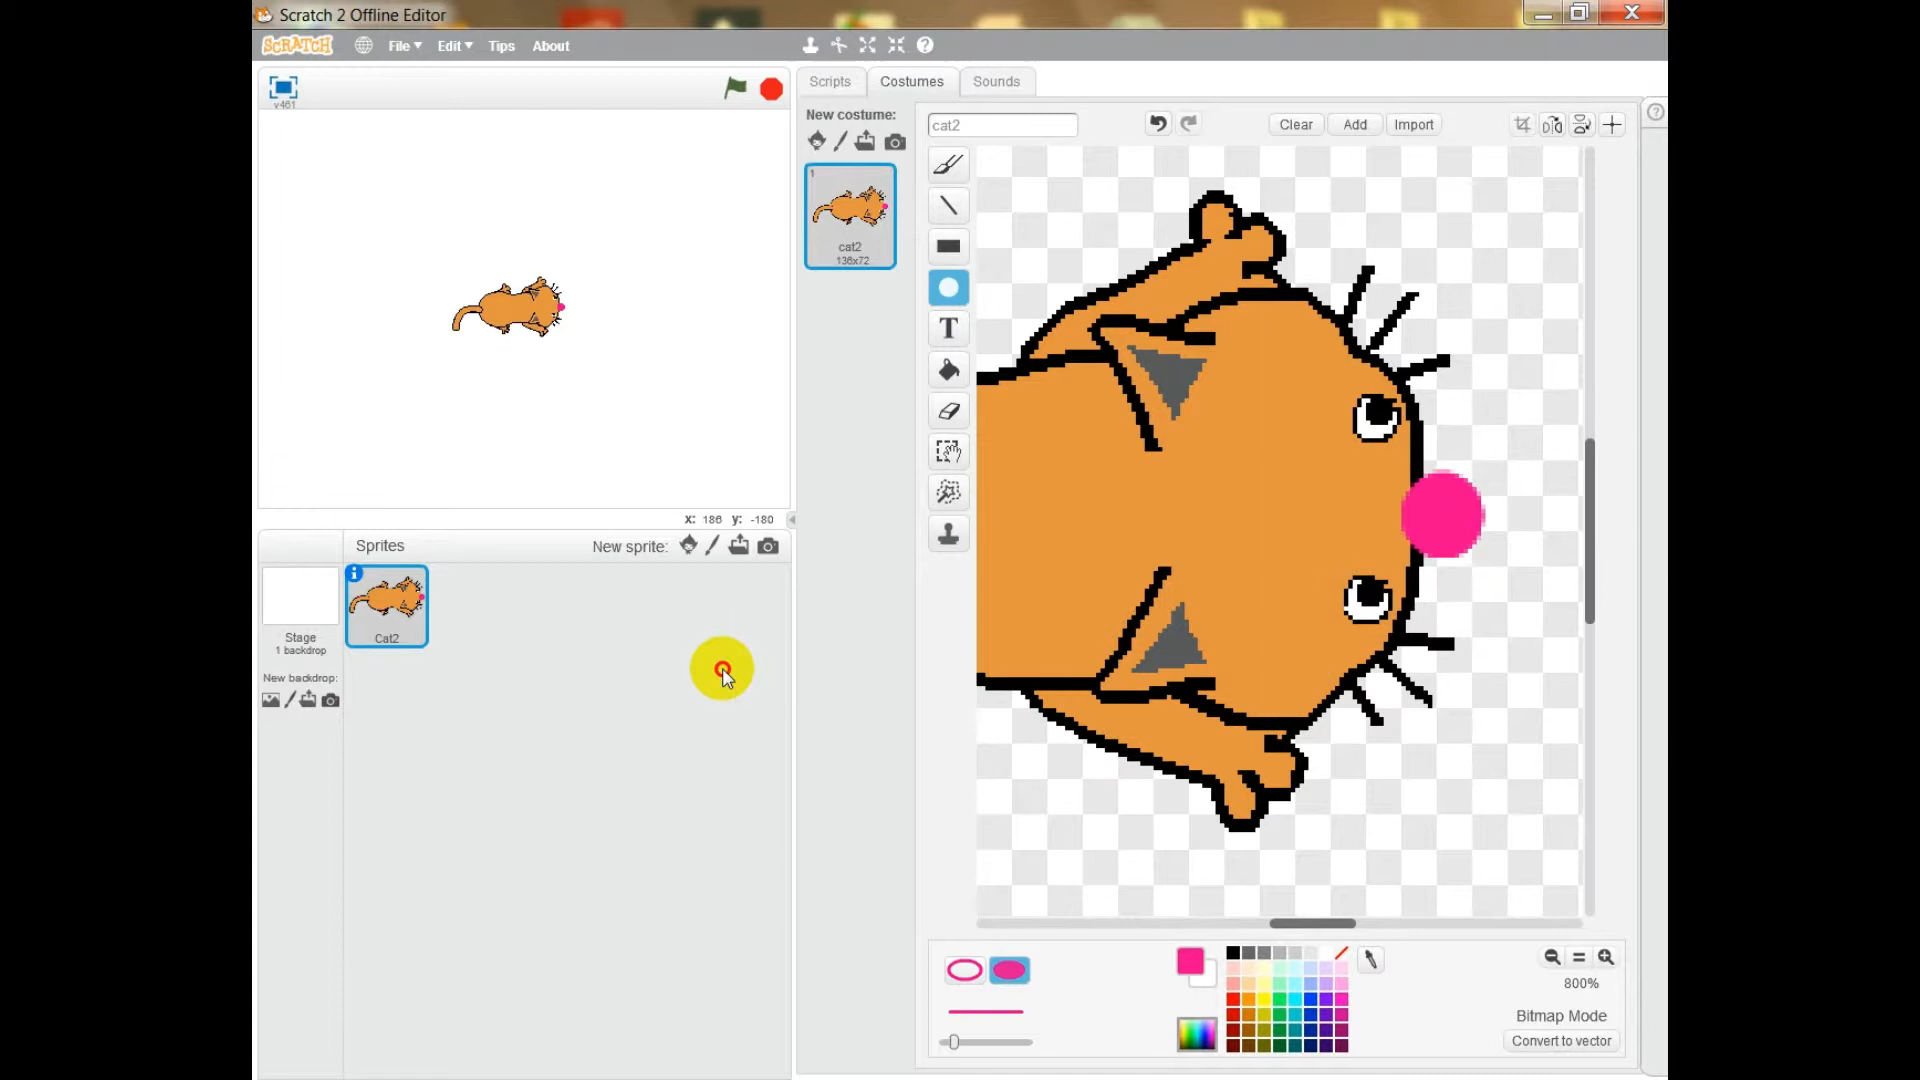 Scratch 2 Offline Editor
SCRATCH File Edit Tips About
v461
Scripts Costumes Sounds
New costume:
cat2
Clear Add Import
1
cat2
136x72
T
x: 186 y: -180
Sprites New sprite:
Cat2
Stage
1 backdrop
New backdrop:
800%
Bitmap Mode
Convert to vector